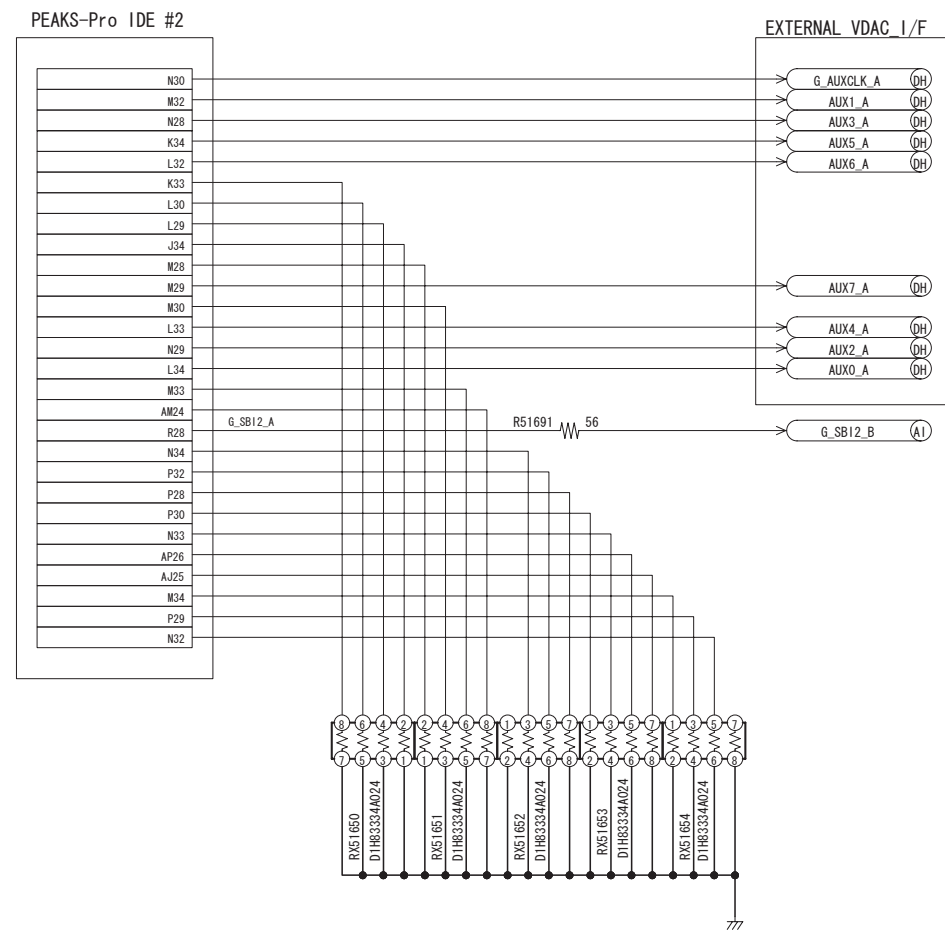 PEAKS-Pro IDE #2
EXTERNAL VDAC_I/F
N30
G_AUXCLK_A DH
M32
AUX1_A DH
N28
AUX3_A DH
K34
AUX5_A DH
L32
AUX6_A DH
K33
L30
L29
J34
M28
M29
AUX7_A DH
M30
L33
AUX4_A DH
N29
AUX2_A DH
L34
AUX0_A DH
M33
AM24
R28
G_SBI2_A
R51691 56
G_SBI2_B AI
N34
P32
P28
P30
N33
AP26
AJ25
M34
P29
N32
8 6 4 2 2 4 6 8 1 3 5 7 1 3 5 7 1 3 5 7
7 5 3 1 1 3 5 7 2 4 6 8 2 4 6 8 2 4 6 8
RX51650
D1H83334A024
RX51651
D1H83334A024
RX51652
D1H83334A024
RX51653
D1H83334A024
RX51654
D1H83334A024